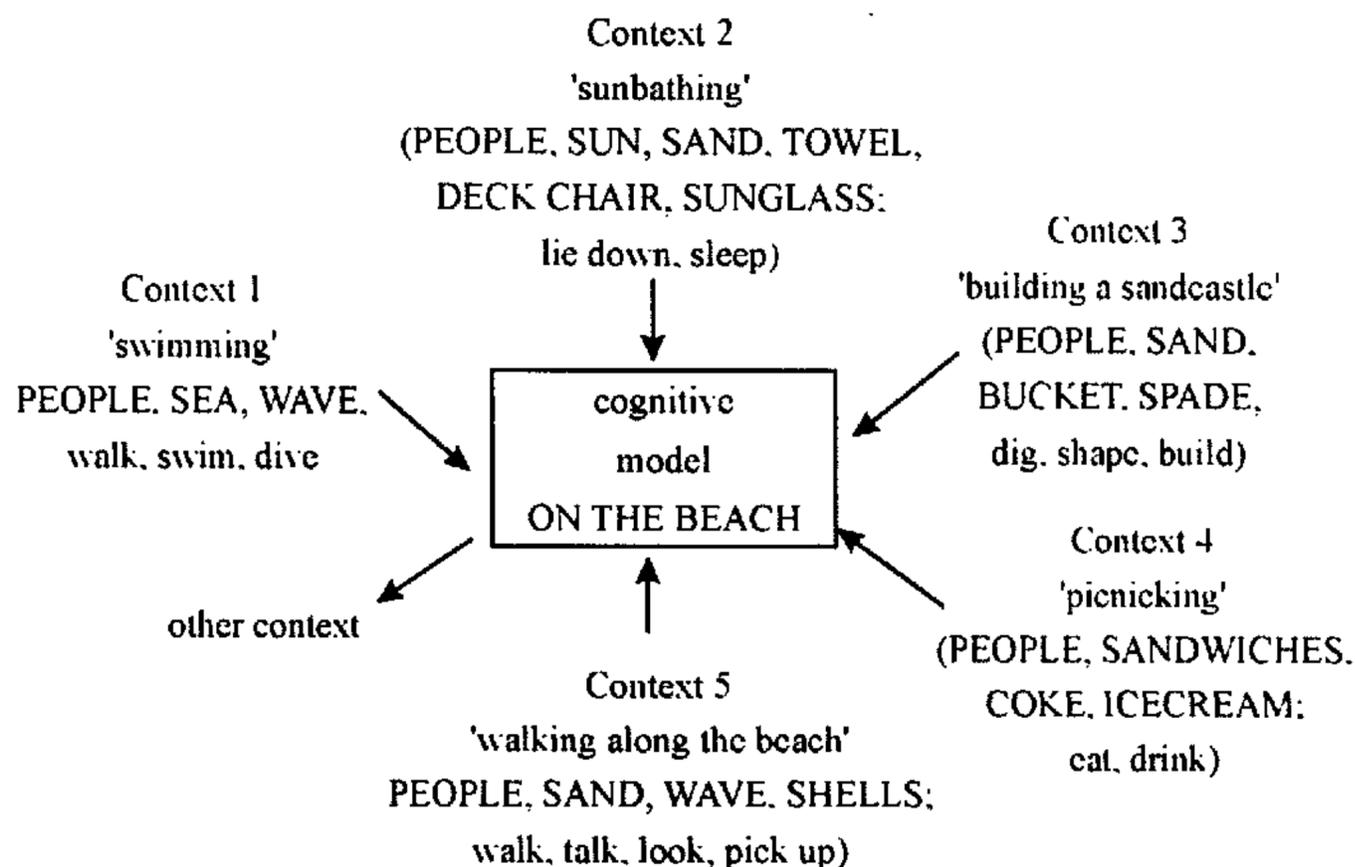 Context 2
'sunbathing'
(PEOPLE, SUN, SAND, TOWEL,
DECK CHAIR, SUNGLASS;
lie down, sleep)
Context 3
'building a sandcastle'
(PEOPLE, SAND,
BUCKET, SPADE,
dig, shape, build)
Context 1
'swimming'
PEOPLE, SEA, WAVE,
walk, swim, dive
cognitive
model
ON THE BEACH
Context 4
'picnicking'
(PEOPLE, SANDWICHES,
COKE, ICECREAM;
eat, drink)
other context
Context 5
'walking along the beach'
PEOPLE, SAND, WAVE, SHELLS;
walk, talk, look, pick up)